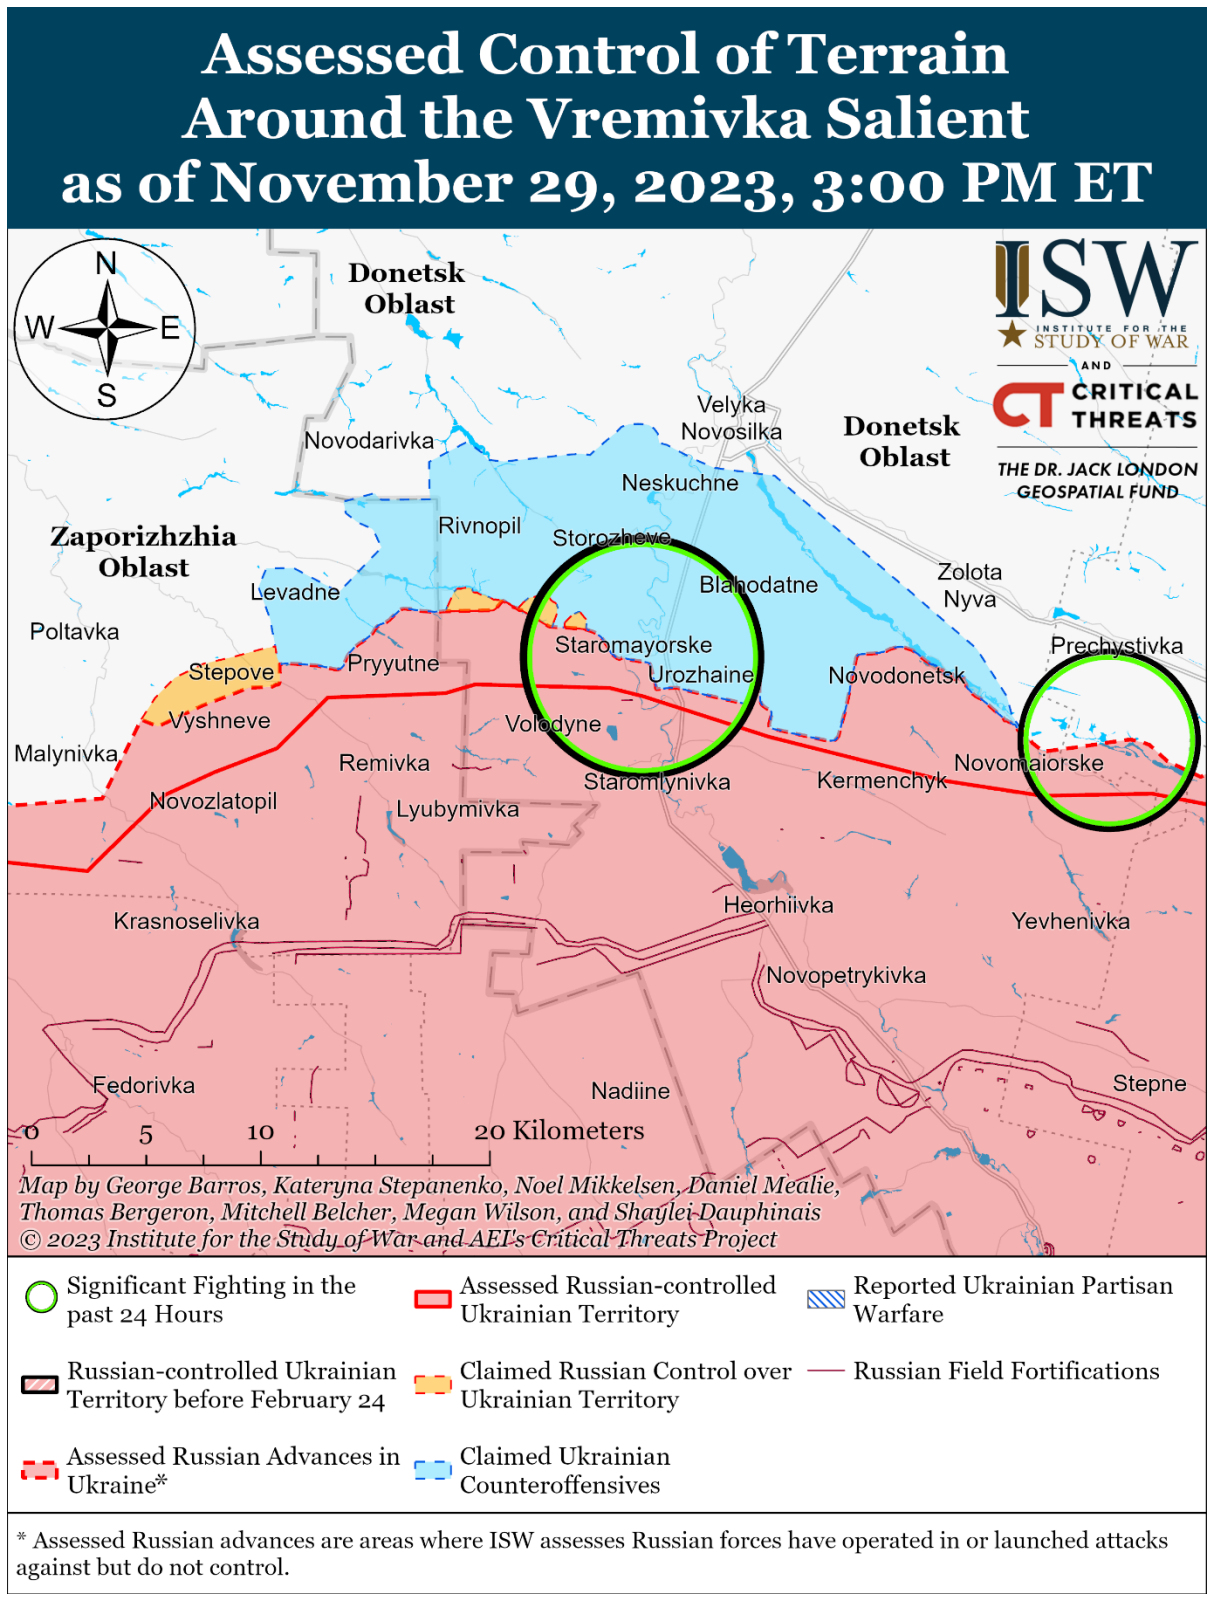 Assessed Control of Terrain
Around the Vremivka Salient
as of November 29, 2023, 3:00 PM ET
N
W
E
S
Donetsk
Oblast
ISW
INSTITUTE FOR THE
STUDY OF WAR
AND
CT CRITICAL
THREATS
THE DR. JACK LONDON
GEOSPATIAL FUND
Velyka
Novosilka
Donetsk
Oblast
Novodarivka
Neskuchne
Zaporizhzhia
Oblast
Rivnopil
Storozheve
Levadne
Blahodatne
Zolota
Nyva
Poltavka
Staromayorske
Prechystivka
Stepove
Pryyutne
Urozhaine
Novodonetsk
Vyshneve
Volodyne
Malynivka
Remivka
Novomaiorske
Staromlynivka
Kermenchyk
Novozlatopil
Lyubymivka
Krasnoselivka
Heorhiivka
Yevhenivka
Novopetrykivka
Fedorivka
Nadiine
Stepne
0 5 10 20 Kilometers
Map by George Barros, Kateryna Stepanenko, Noel Mikkelsen, Daniel Mealie,
Thomas Bergeron, Mitchell Belcher, Megan Wilson, and Shaylei Dauphinais
© 2023 Institute for the Study of War and AEI's Critical Threats Project
Significant Fighting in the
past 24 Hours
Russian-controlled Ukrainian
Territory before February 24
Assessed Russian Advances in
Ukraine*
Assessed Russian-controlled
Ukrainian Territory
Claimed Russian Control over
Ukrainian Territory
Claimed Ukrainian
Counteroffensives
Reported Ukrainian Partisan
Warfare
Russian Field Fortifications
* Assessed Russian advances are areas where ISW assesses Russian forces have operated in or launched attacks
against but do not control.